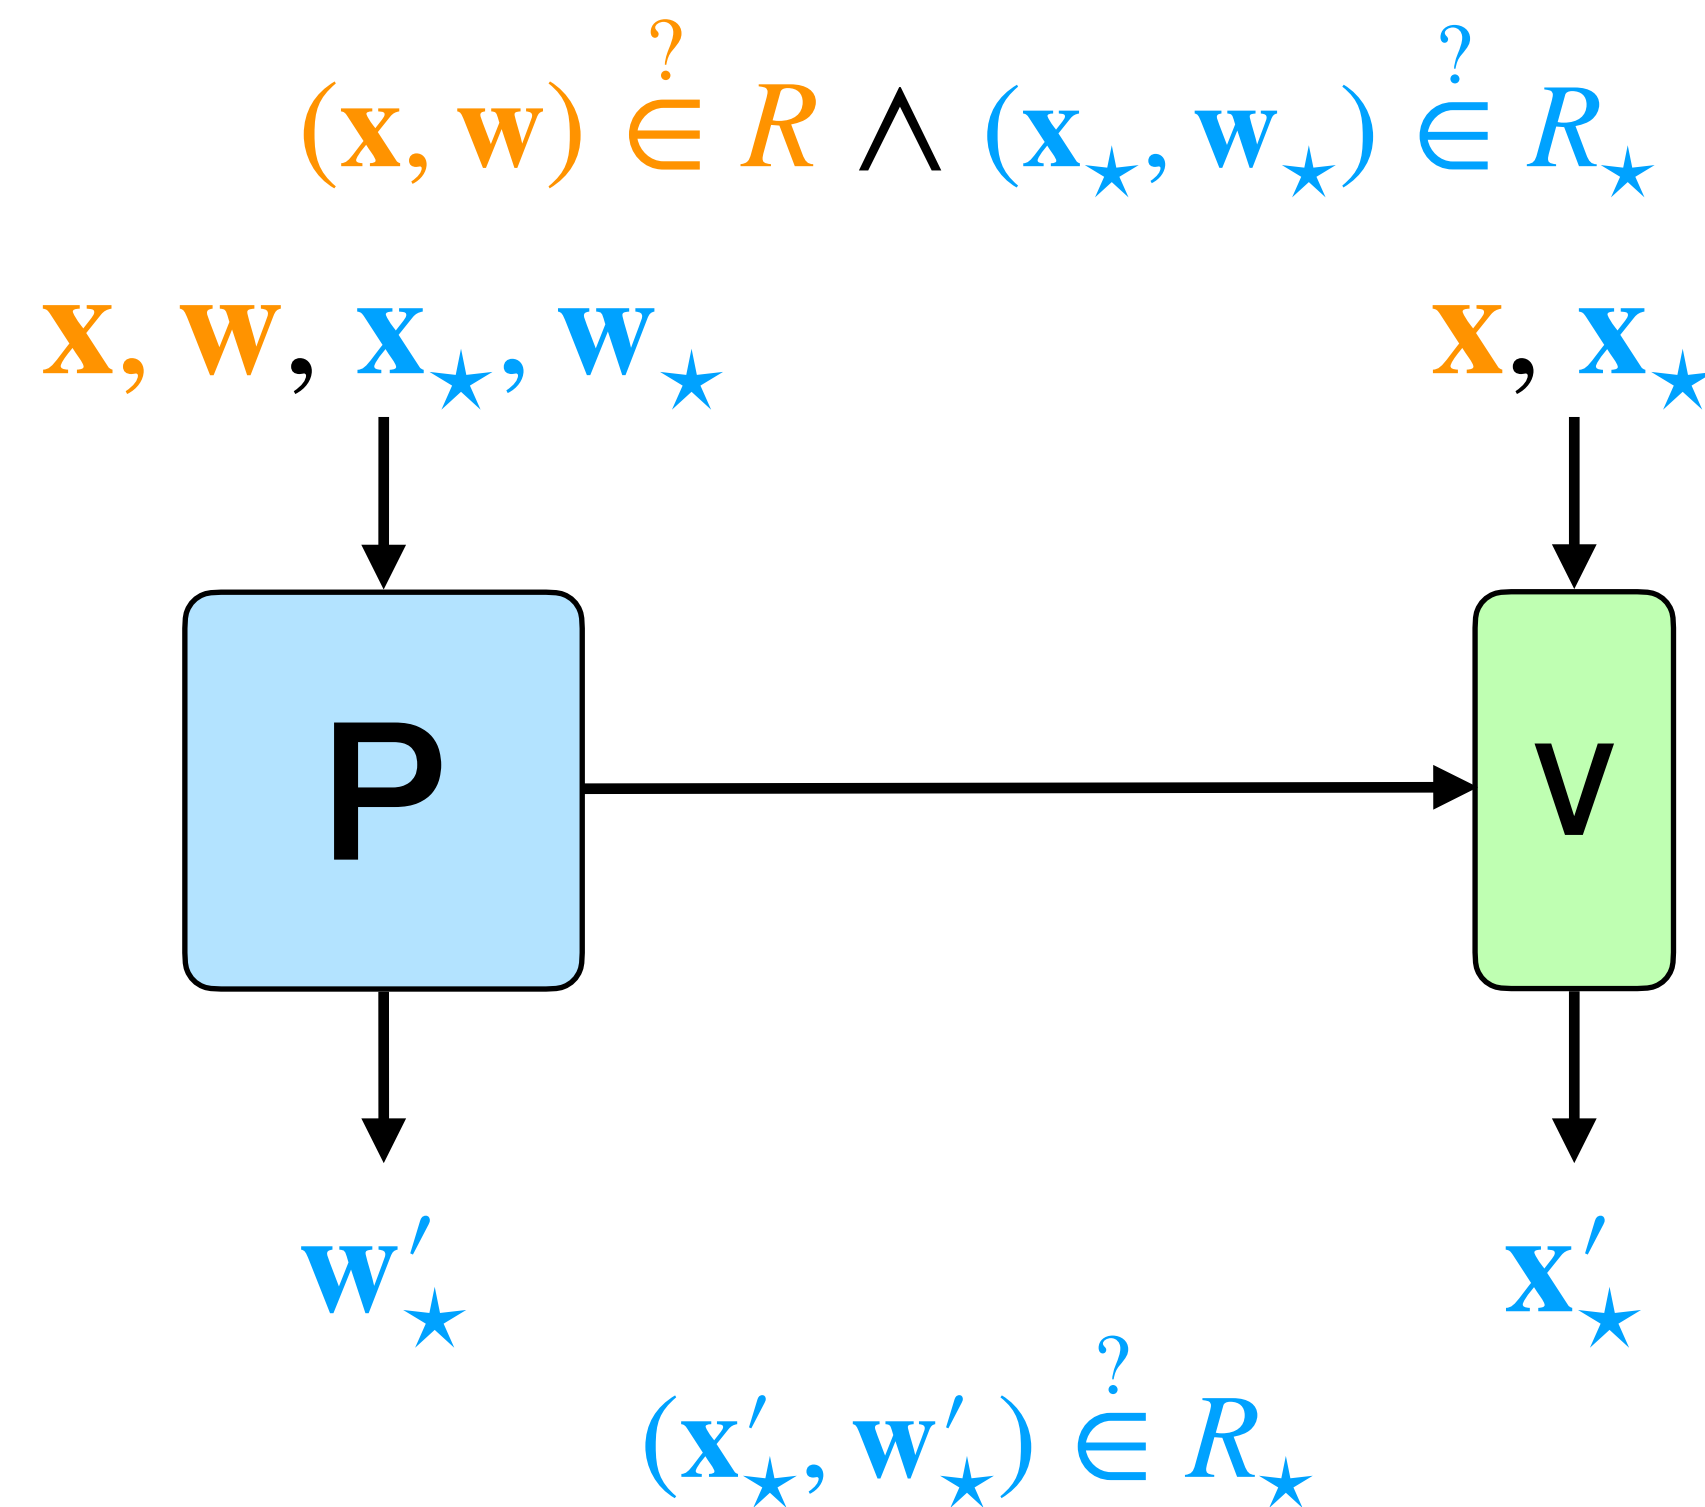 (x, w) ∈? R ∧ (x⋆, w⋆) ∈? R⋆
x, w, x⋆, w⋆
x, x⋆
P
V
w′⋆
x′⋆
(x′⋆, w′⋆) ∈? R⋆